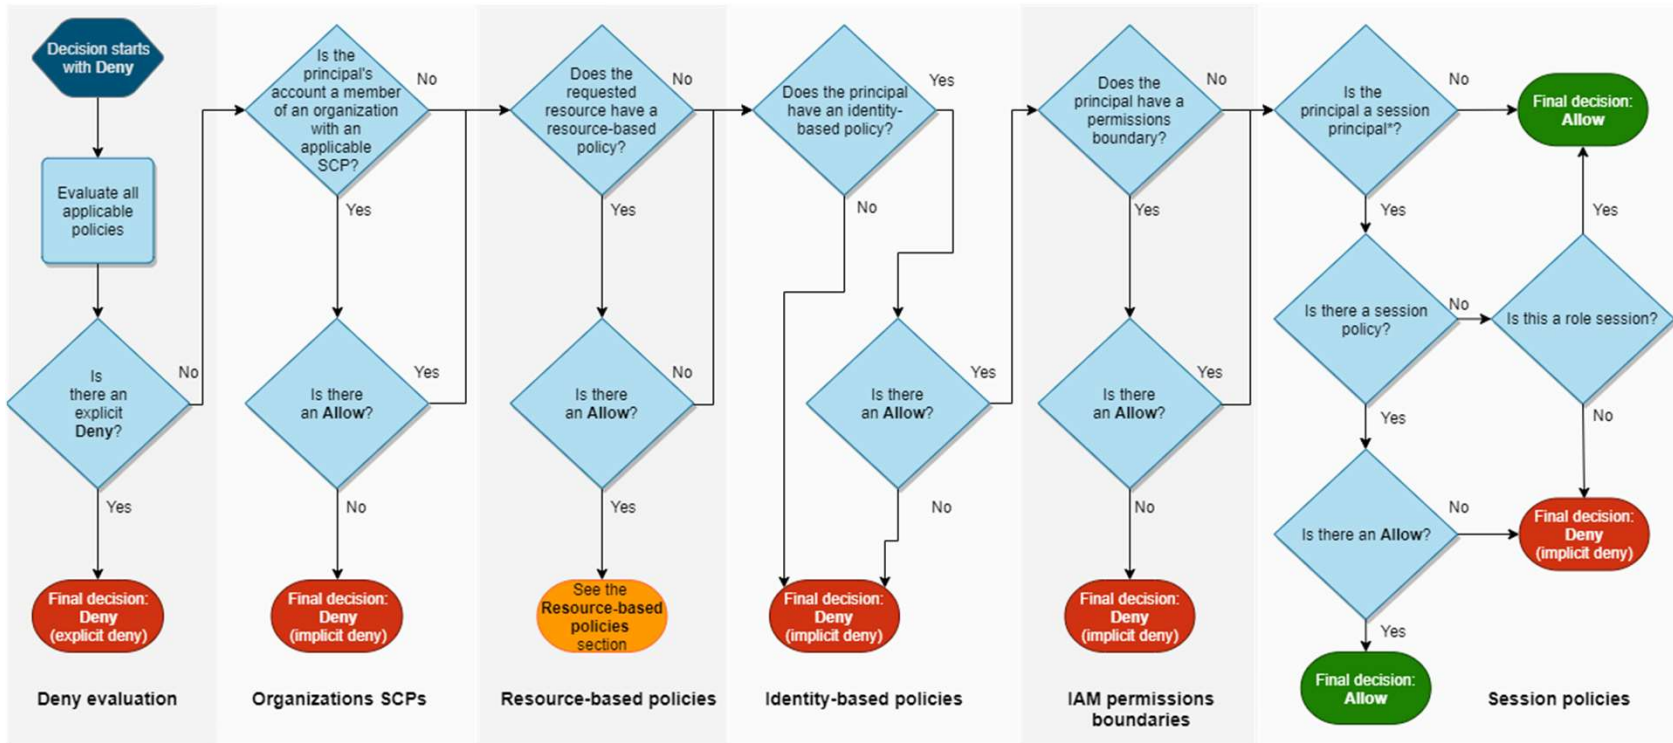 Decision starts
with Deny
Evaluate all
applicable
policies
Is
there an
explicit
Deny?
No
Yes
Final decision:
Deny
(explicit deny)
Deny evaluation
Is the
principal's
account a member
of an organization
with an
applicable
SCP?
No
Yes
Is there
an Allow?
Yes
No
Final decision:
Deny
(implicit deny)
Organizations SCPs
Does the
requested
resource have a
resource-based
policy?
No
Yes
Is there
an Allow?
No
Yes
See the
Resource-based
policies
section
Resource-based policies
Does the principal
have an identity-
based policy?
Yes
No
Is there
an Allow?
Yes
No
Final decision:
Deny
(implicit deny)
Identity-based policies
Does the
principal have a
permissions
boundary?
No
Yes
Is there
an Allow?
Yes
No
Final decision:
Deny
(implicit deny)
IAM permissions
boundaries
Is the
principal a session
principal*?
No
Final decision:
Allow
Yes
Yes
Is there a session
policy?
No
Is this a role session?
Yes
No
Is there an Allow?
No
Final decision:
Deny
(implicit deny)
Yes
Final decision:
Allow
Session policies